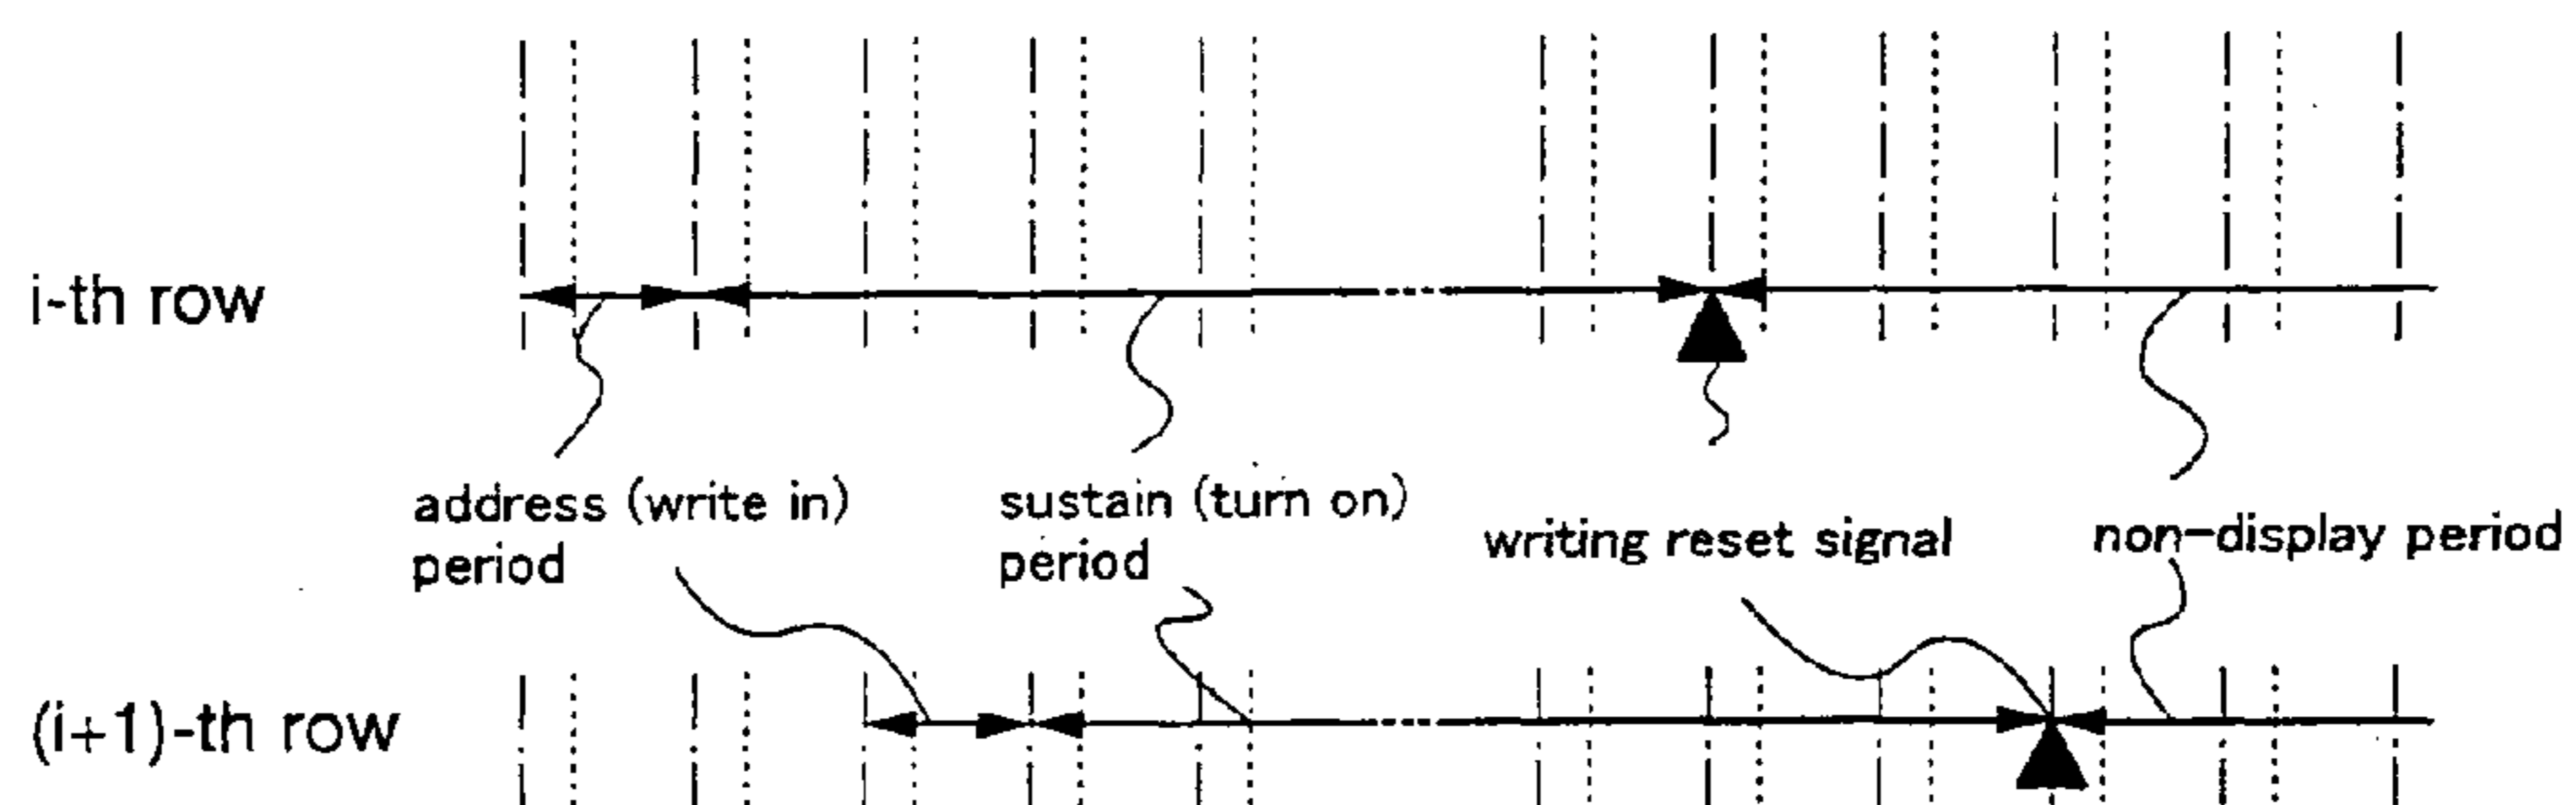 i-th row
address (write in)
period
sustain (turn on)
period
writing reset signal
non-display period
(i+1)-th row